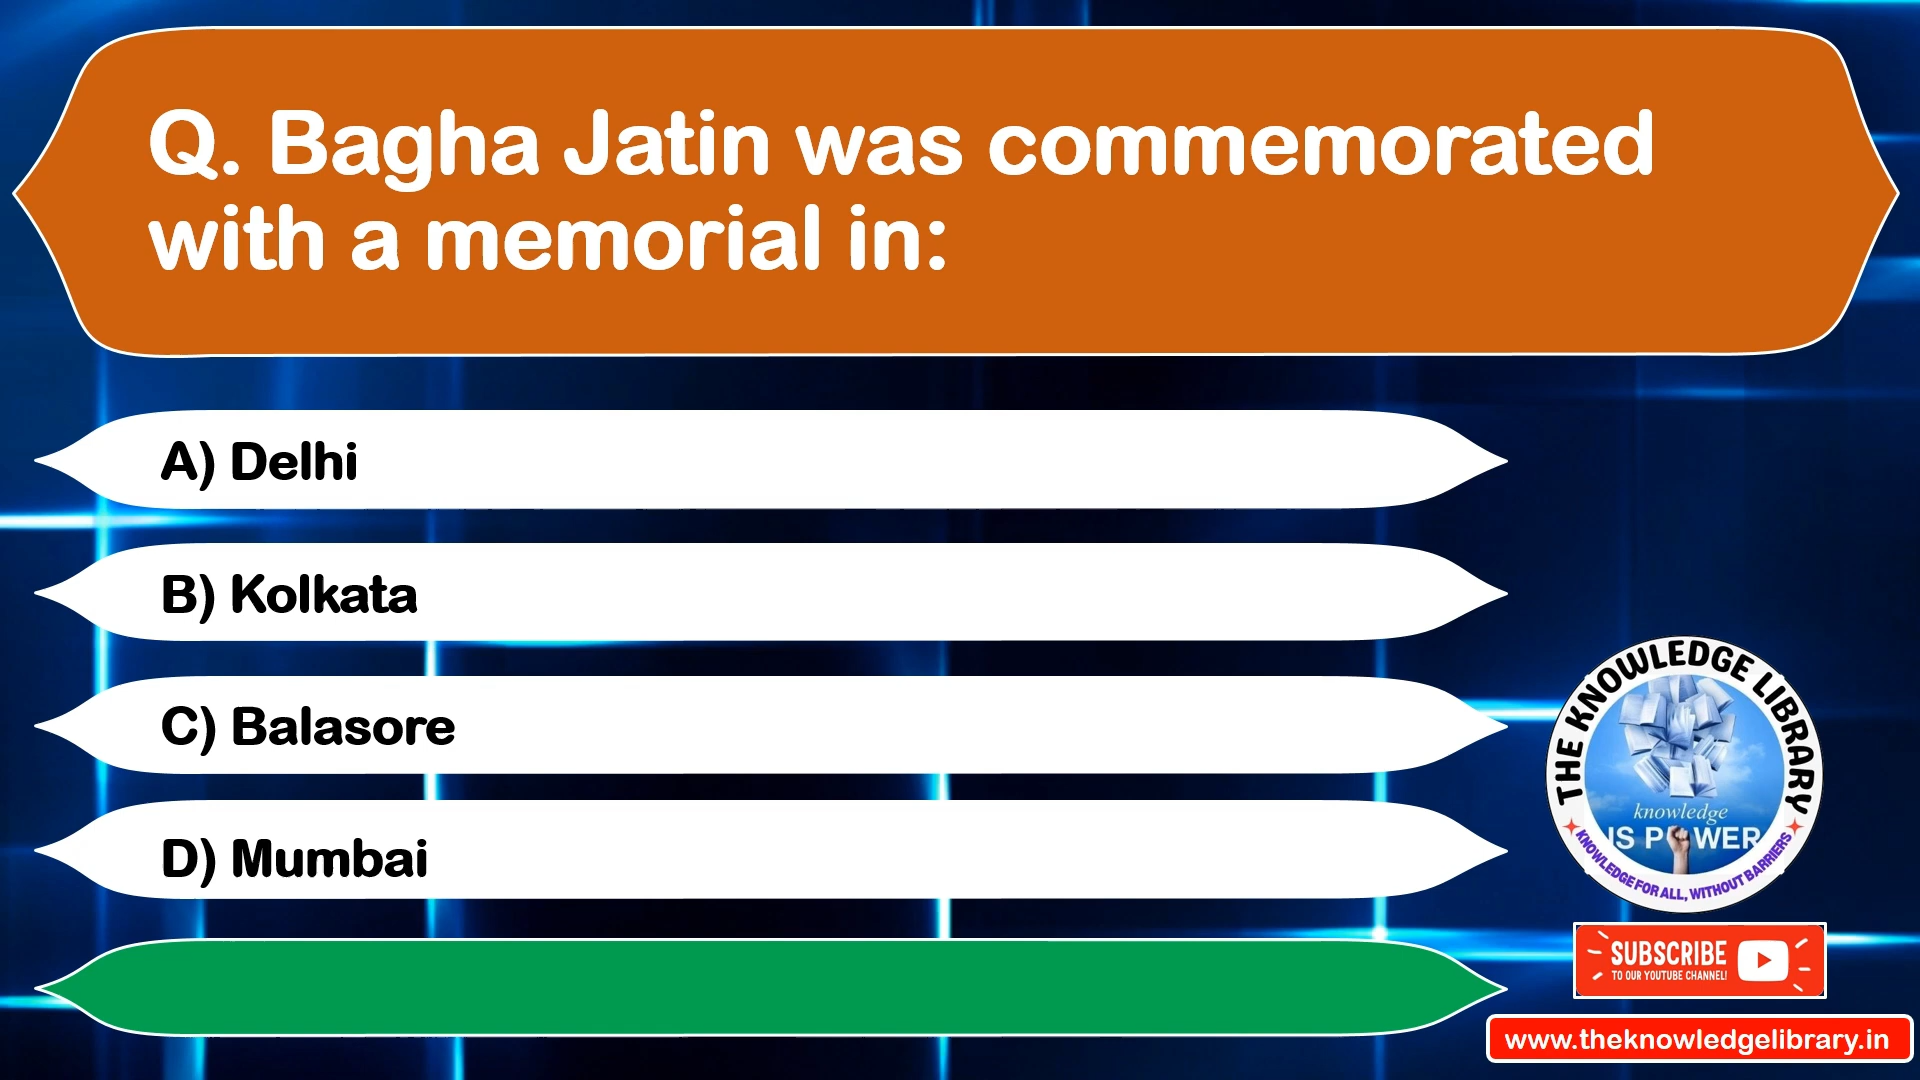 Q. Bagha Jatin was commemorated
with a memorial in:
A) Delhi
B) Kolkata
C) Balasore
D) Mumbai
THE KNOWLEDGE LIBRARY
knowledge
IS POWER
KNOWLEDGE FOR ALL, WITHOUT BARRIERS
SUBSCRIBE
TO OUR YOUTUBE CHANNEL!
www.theknowledgelibrary.in